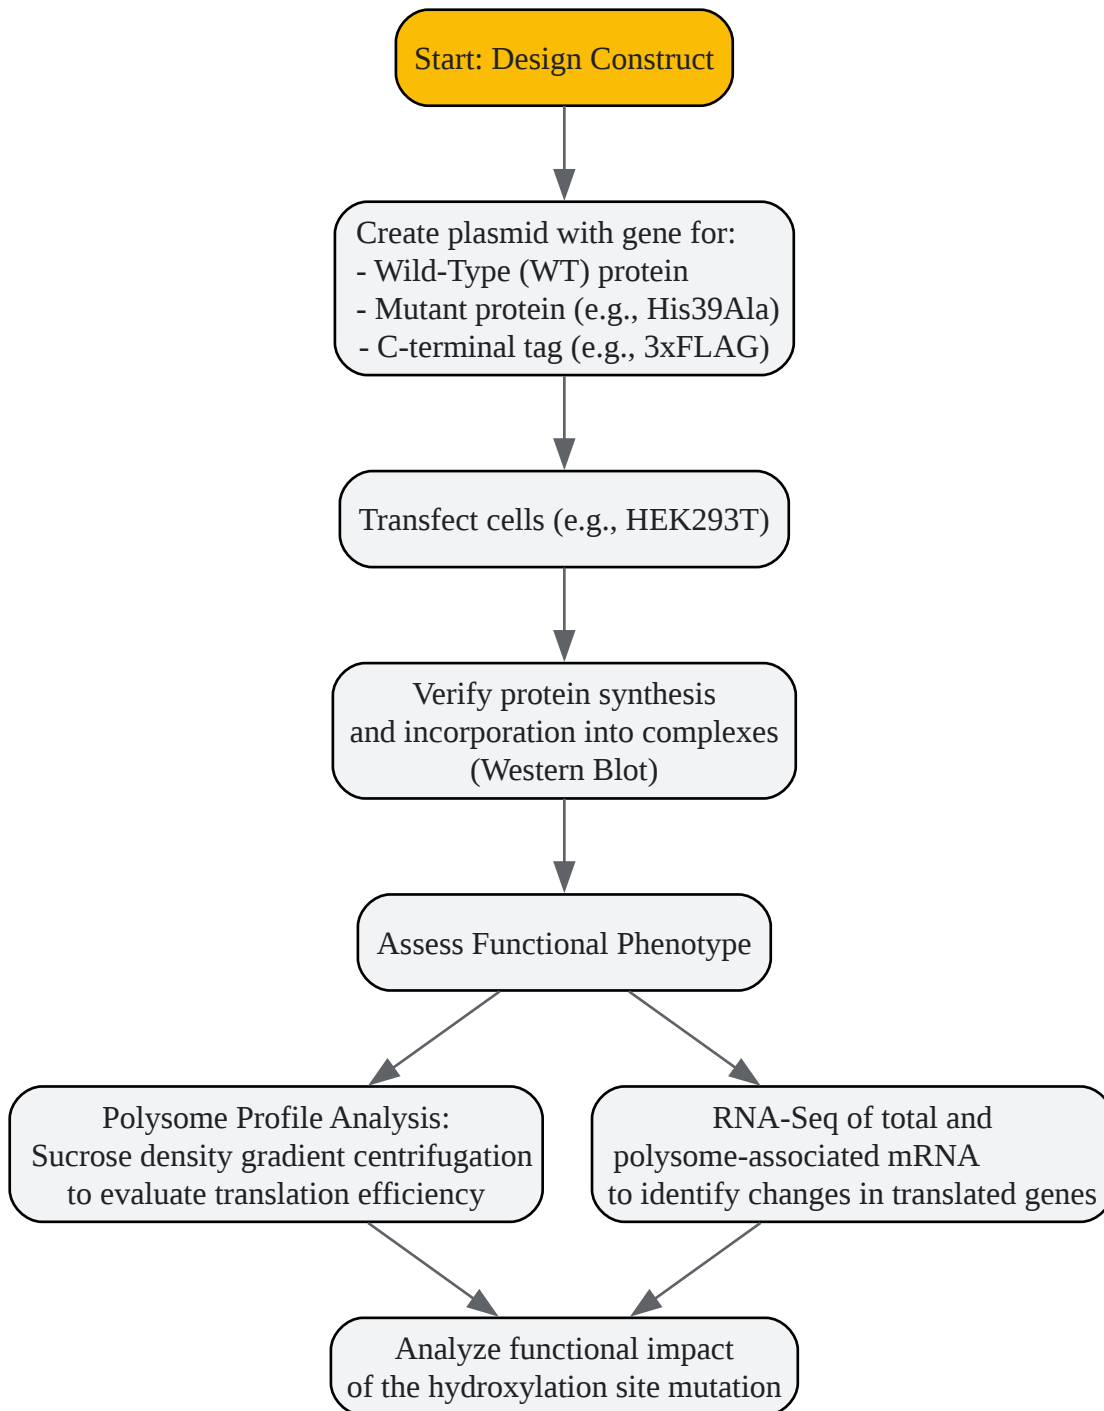 Start: Design Construct
Create plasmid with gene for:
- Wild-Type (WT) protein
- Mutant protein (e.g., His39Ala)
- C-terminal tag (e.g., 3xFLAG)
Transfect cells (e.g., HEK293T)
Verify protein synthesis
and incorporation into complexes
(Western Blot)
Assess Functional Phenotype
Polysome Profile Analysis:
Sucrose density gradient centrifugation
to evaluate translation efficiency
RNA-Seq of total and
polysome-associated mRNA
to identify changes in translated genes
Analyze functional impact
of the hydroxylation site mutation